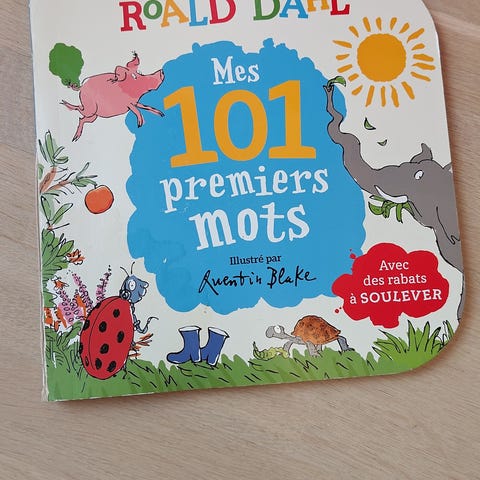 ROALD DAHL
Mes
101
premiers
mots
Illustré par
Quentin Blake
Avec
des rabats
à SOULEVER